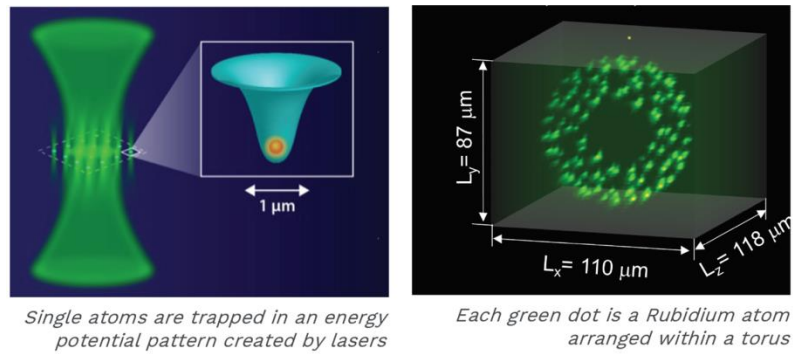 1 μm
Single atoms are trapped in an energy
potential pattern created by lasers
Ly= 87 μm
Lx= 110 μm
Lz= 118 μm
Each green dot is a Rubidium atom
arranged within a torus